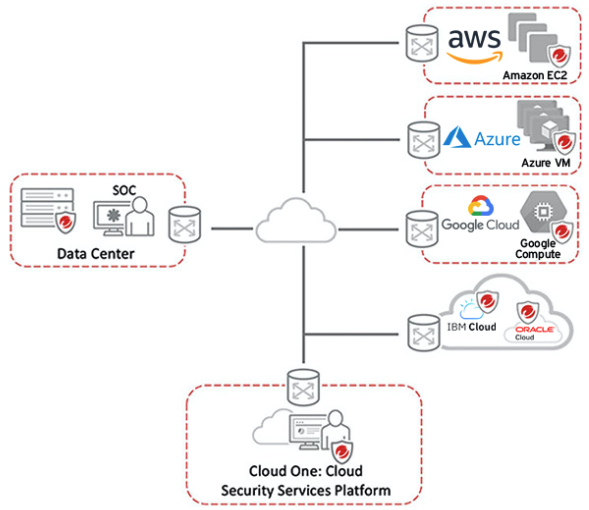 aws
Amazon EC2
Azure
Azure VM
SOC
Data Center
Google Cloud
Google
Compute
IBM Cloud
ORACLE
Cloud
Cloud One: Cloud
Security Services Platform